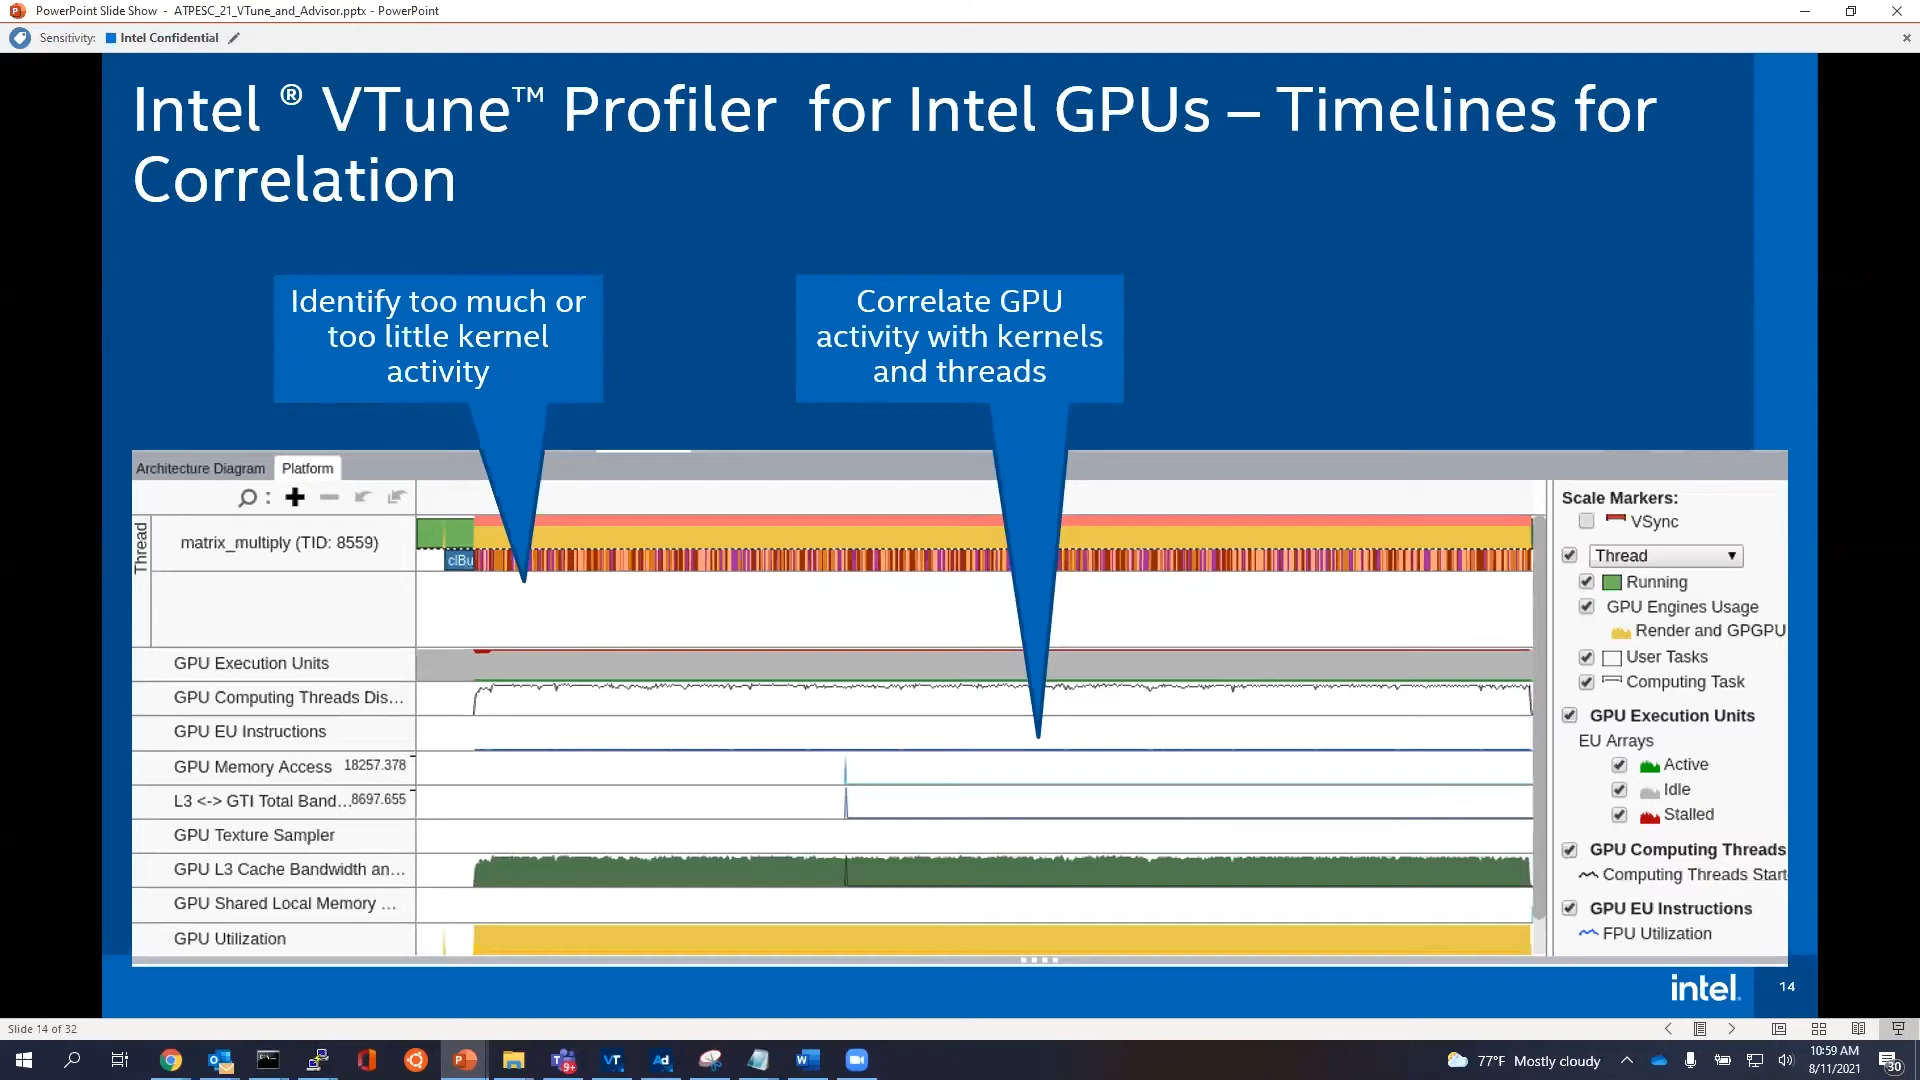 PowerPoint Slide Show - ATPESC_21_VTune_and_Advisor.pptx - PowerPoint
Sensitivity: Intel Confidential
Intel ® VTune™ Profiler for Intel GPUs – Timelines for
Correlation
Identify too much or
too little kernel
activity
Correlate GPU
activity with kernels
and threads
Architecture Diagram Platform
Thread
matrix_multiply (TID: 8559)
clBu
GPU Execution Units
GPU Computing Threads Dis...
GPU EU Instructions
GPU Memory Access 18257.378
L3 <-> GTI Total Band... 8697.655
GPU Texture Sampler
GPU L3 Cache Bandwidth an...
GPU Shared Local Memory ...
GPU Utilization
Scale Markers:
VSync
Thread
Running
GPU Engines Usage
Render and GPGPU
User Tasks
Computing Task
GPU Execution Units
EU Arrays
Active
Idle
Stalled
GPU Computing Threads
Computing Threads Start
GPU EU Instructions
FPU Utilization
intel.
14
Slide 14 of 32
9+
VT
Ad
77°F Mostly cloudy
10:59 AM
8/11/2021
30